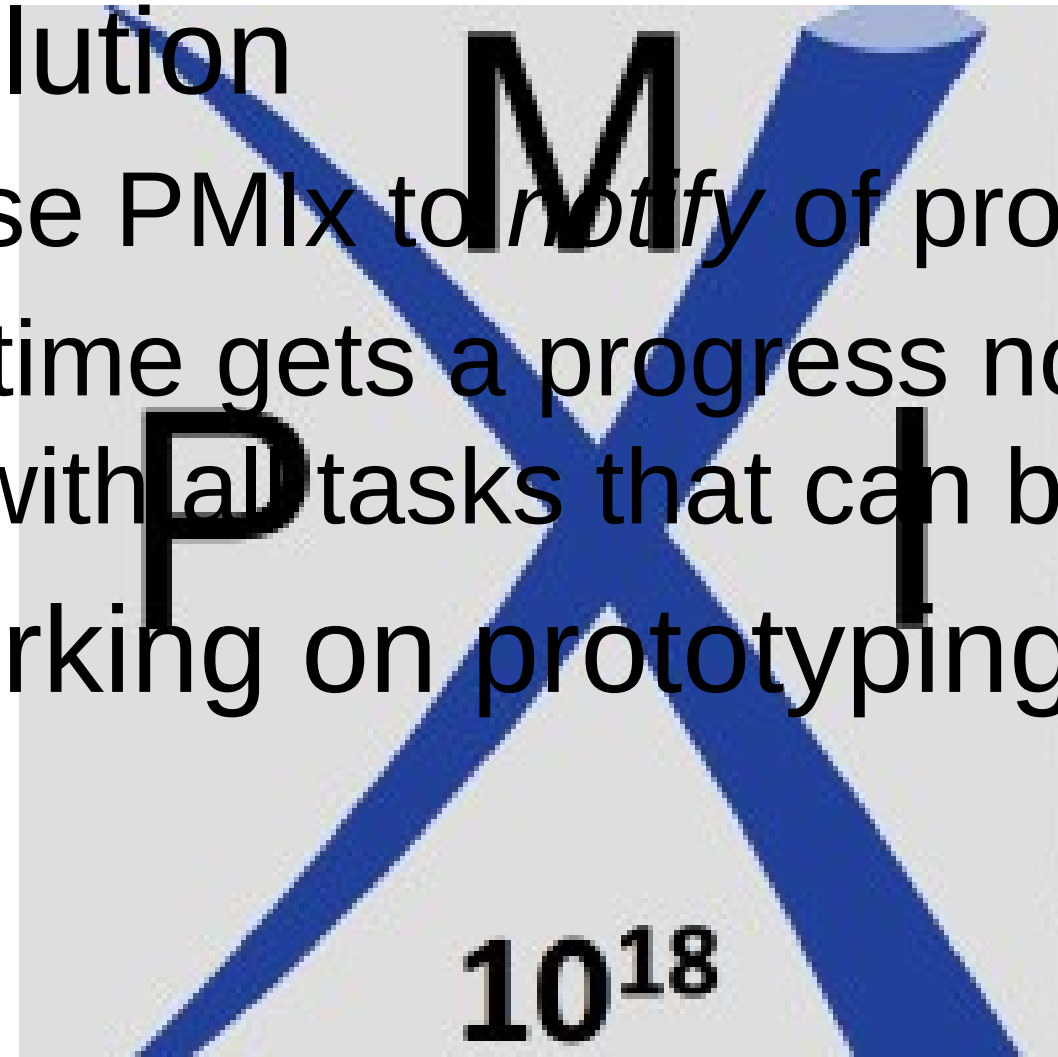 lution
M
se PMIx to notify of pro
time gets a progress no
P I
with all tasks that can b
rking on prototyping
10¹⁸